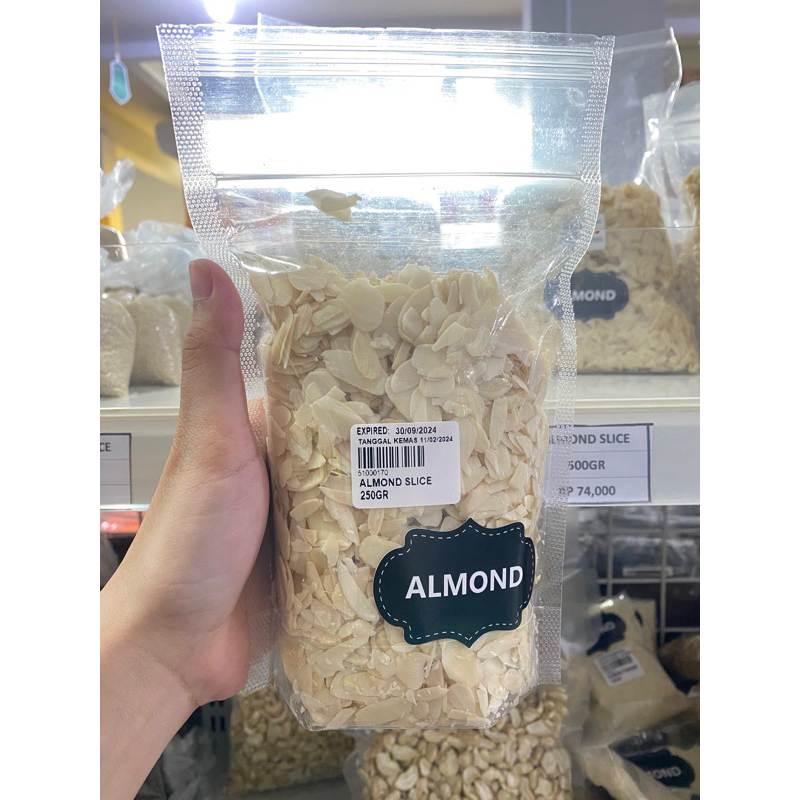 EXPIRED: 30/09/2024
TANGGAL KEMAS 11/02/2024
51000170
ALMOND SLICE
250GR
ALMOND
MOND
CE
ALMOND SLICE
500GR
RP 74,000
MOND